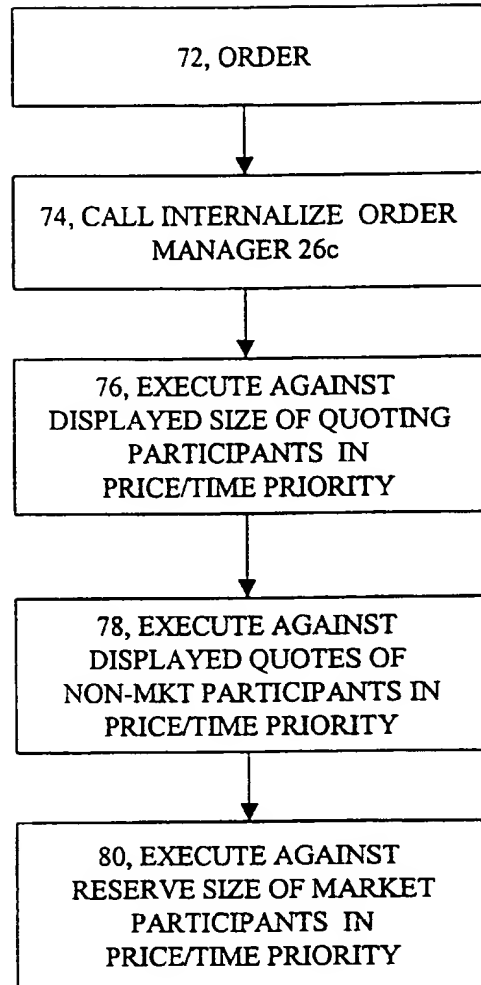 72, ORDER
74, CALL INTERNALIZE ORDER
MANAGER 26c
76, EXECUTE AGAINST
DISPLAYED SIZE OF QUOTING
PARTICIPANTS IN
PRICE/TIME PRIORITY
78, EXECUTE AGAINST
DISPLAYED QUOTES OF
NON-MKT PARTICIPANTS IN
PRICE/TIME PRIORITY
80, EXECUTE AGAINST
RESERVE SIZE OF MARKET
PARTICIPANTS IN
PRICE/TIME PRIORITY